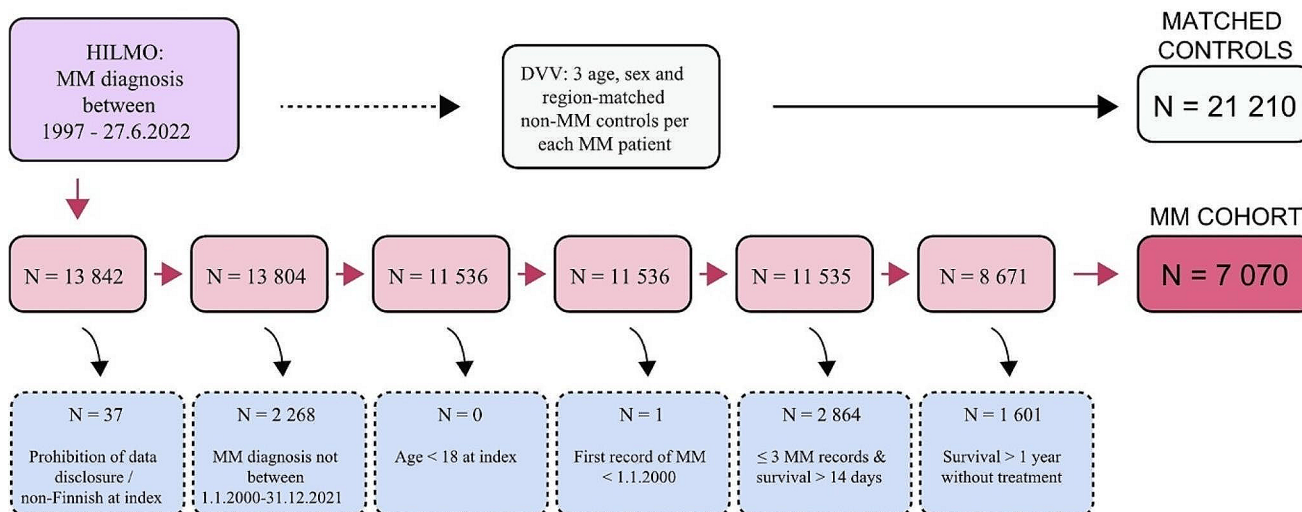 HILMO:
MM diagnosis
between
1997 - 27.6.2022
DVV: 3 age, sex and
region-matched
non-MM controls per
each MM patient
MATCHED
CONTROLS
N = 21 210
MM COHORT
N = 13 842
N = 13 804
N = 11 536
N = 11 536
N = 11 535
N = 8 671
N = 7 070
N = 37
Prohibition of data
disclosure /
non-Finnish at index
N = 2 268
MM diagnosis not
between
1.1.2000-31.12.2021
N = 0
Age < 18 at index
N = 1
First record of MM
< 1.1.2000
N = 2 864
≤ 3 MM records &
survival > 14 days
N = 1 601
Survival > 1 year
without treatment